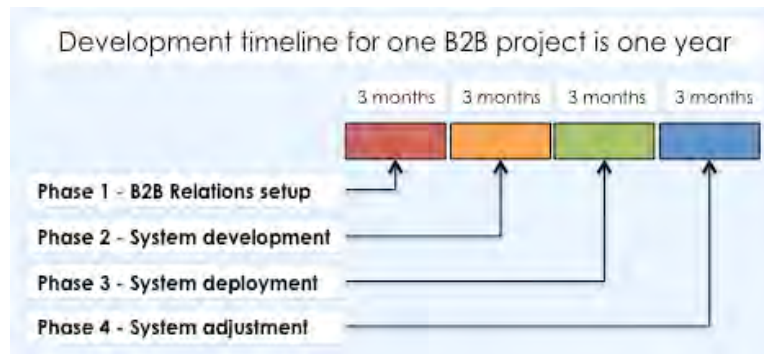 Development timeline for one B2B project is one year
3 months 3 months 3 months 3 months
Phase 1 - B2B Relations setup
Phase 2 - System development
Phase 3 - System deployment
Phase 4 - System adjustment